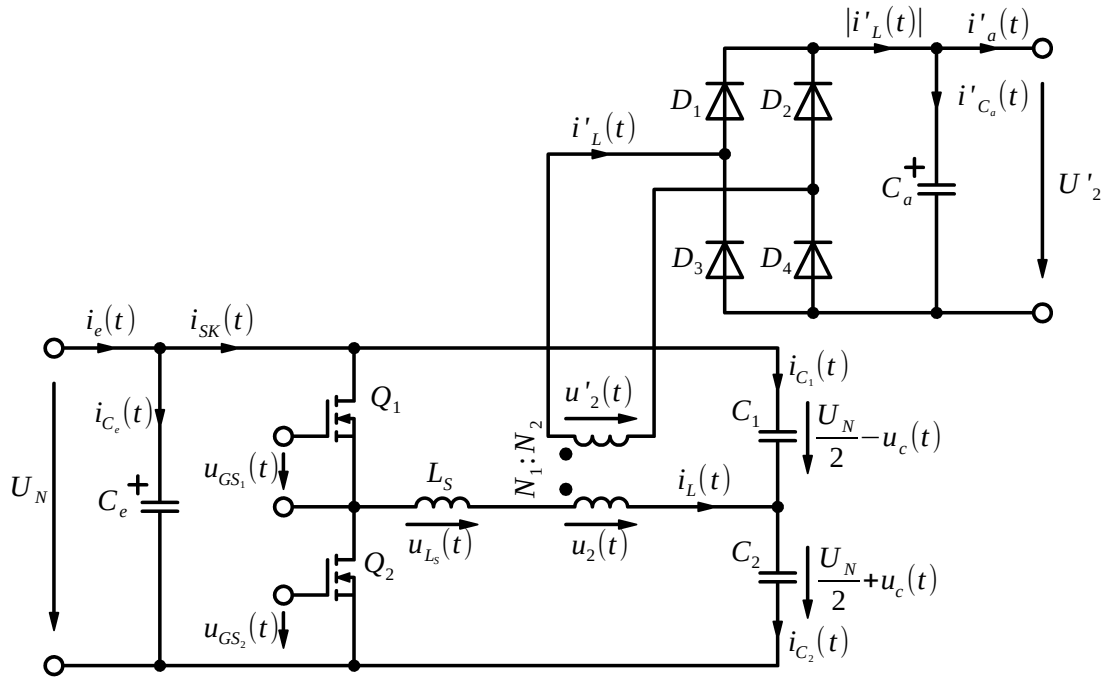 |i'_L(t)|
i'_a(t)
D_1
D_2
i'_{C_a}(t)
i'_L(t)
+
C_a
U'_2
D_3
D_4
i_e(t)
i_{SK}(t)
i_{C_1}(t)
Q_1
u'_2(t)
i_{C_e}(t)
C_1
U_N/2 −u_c(t)
N_1:N_2
u_{GS_1}(t)
L_S
i_L(t)
U_N
+
C_e
u_{L_S}(t)
u_2(t)
C_2
Q_2
U_N/2 +u_c(t)
u_{GS_2}(t)
i_{C_2}(t)